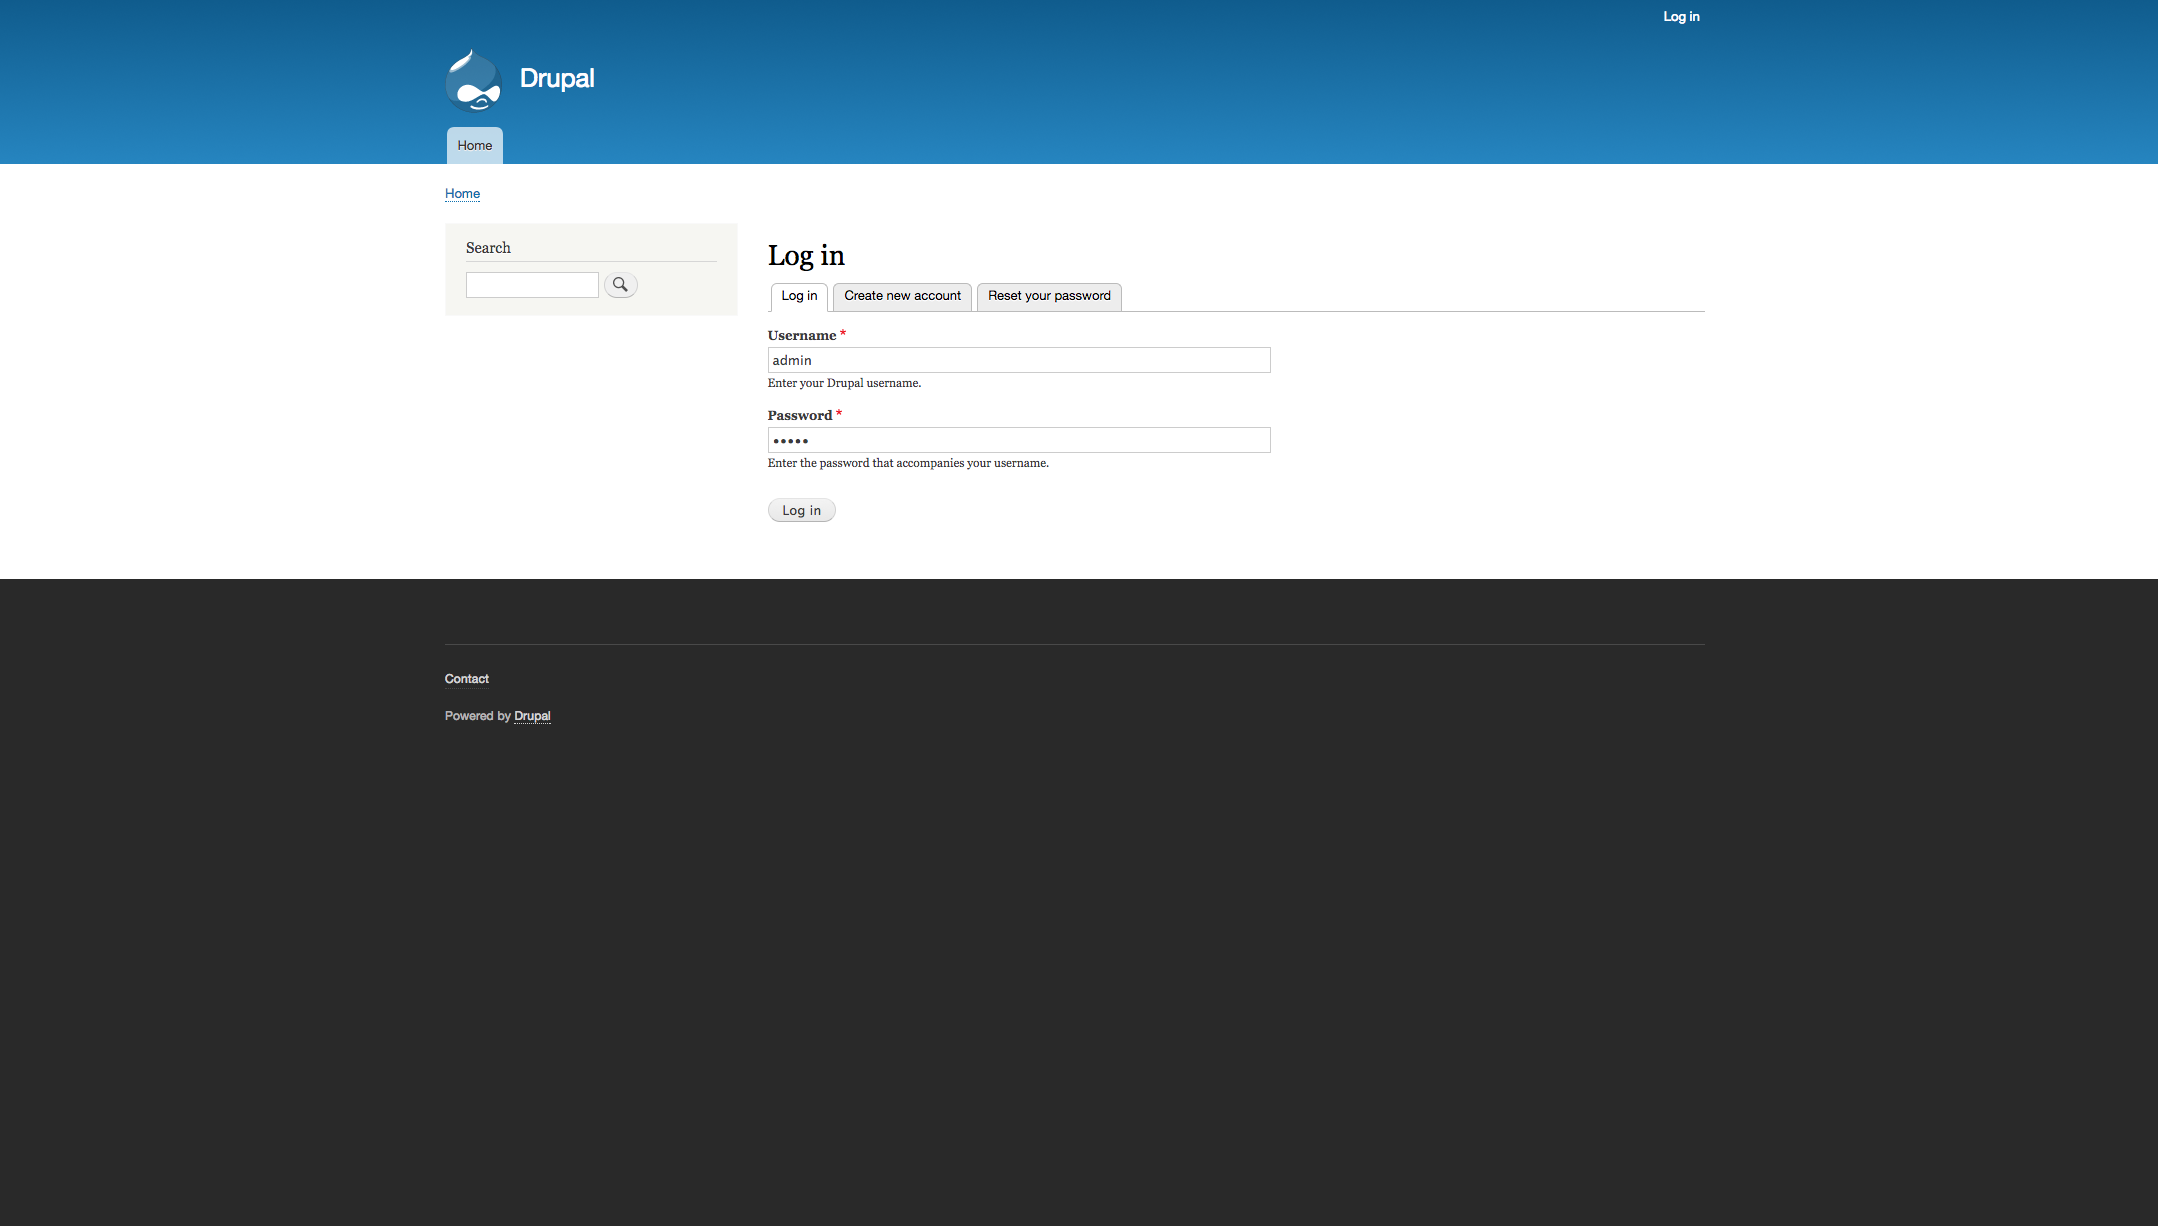 Log in
Drupal
Home
Home
Search
Log in
Log in Create new account Reset your password
Username *
admin
Enter your Drupal username.
Password *
•••••
Enter the password that accompanies your username.
Log in
Contact
Powered by Drupal